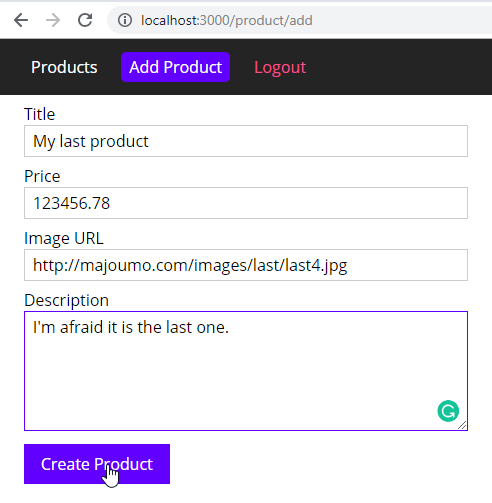 localhost:3000/product/add
Products Add Product Logout
Title
My last product
Price
123456.78
Image URL
http://majoumo.com/images/last/last4.jpg
Description
I'm afraid it is the last one.
Create Product